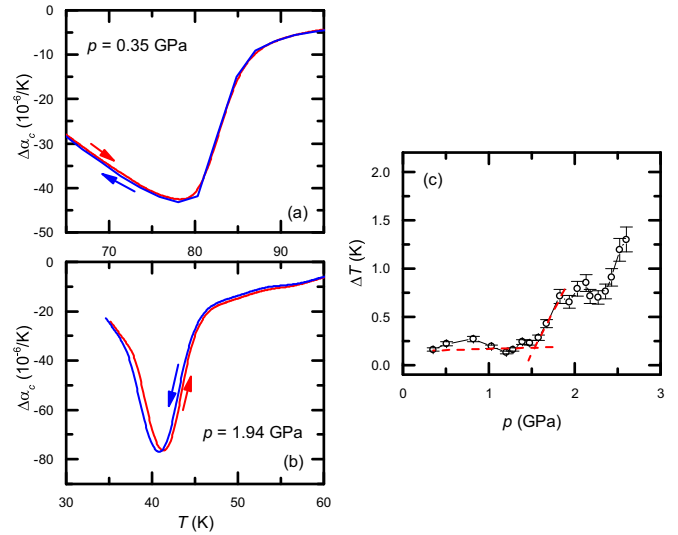 0
-10
-20
-30
-40
-50
Δα_c (10⁻⁶/K)
p = 0.35 GPa
(a)
70 80 90
0
-20
-40
-60
-80
Δα_c (10⁻⁶/K)
p = 1.94 GPa
(b)
30 40 50 60
T (K)
(c)
2.0
1.5
1.0
0.5
0.0
ΔT (K)
0 1 2 3
p (GPa)